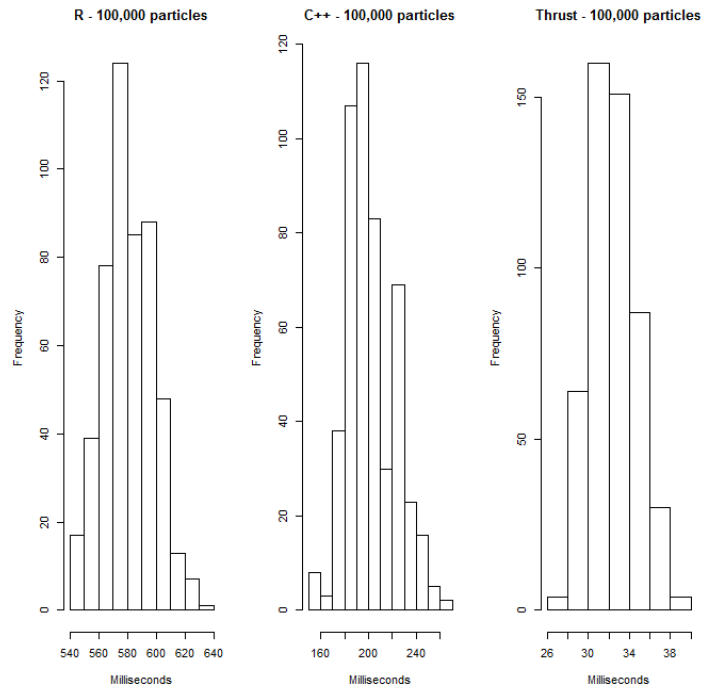 R - 100,000 particles
Frequency
0 20 40 60 80 100 120
540 560 580 600 620 640
Milliseconds
C++ - 100,000 particles
Frequency
0 20 40 60 80 100 120
160 200 240
Milliseconds
Thrust - 100,000 particles
Frequency
0 50 100 150
26 30 34 38
Milliseconds